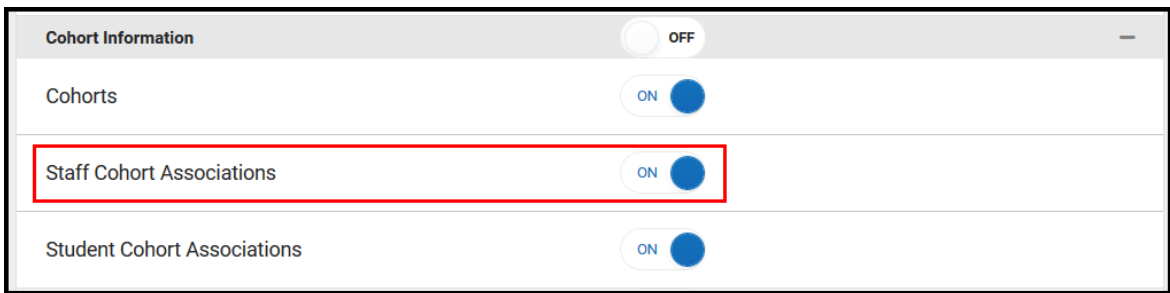 Cohort Information OFF
Cohorts ON
Staff Cohort Associations ON
Student Cohort Associations ON